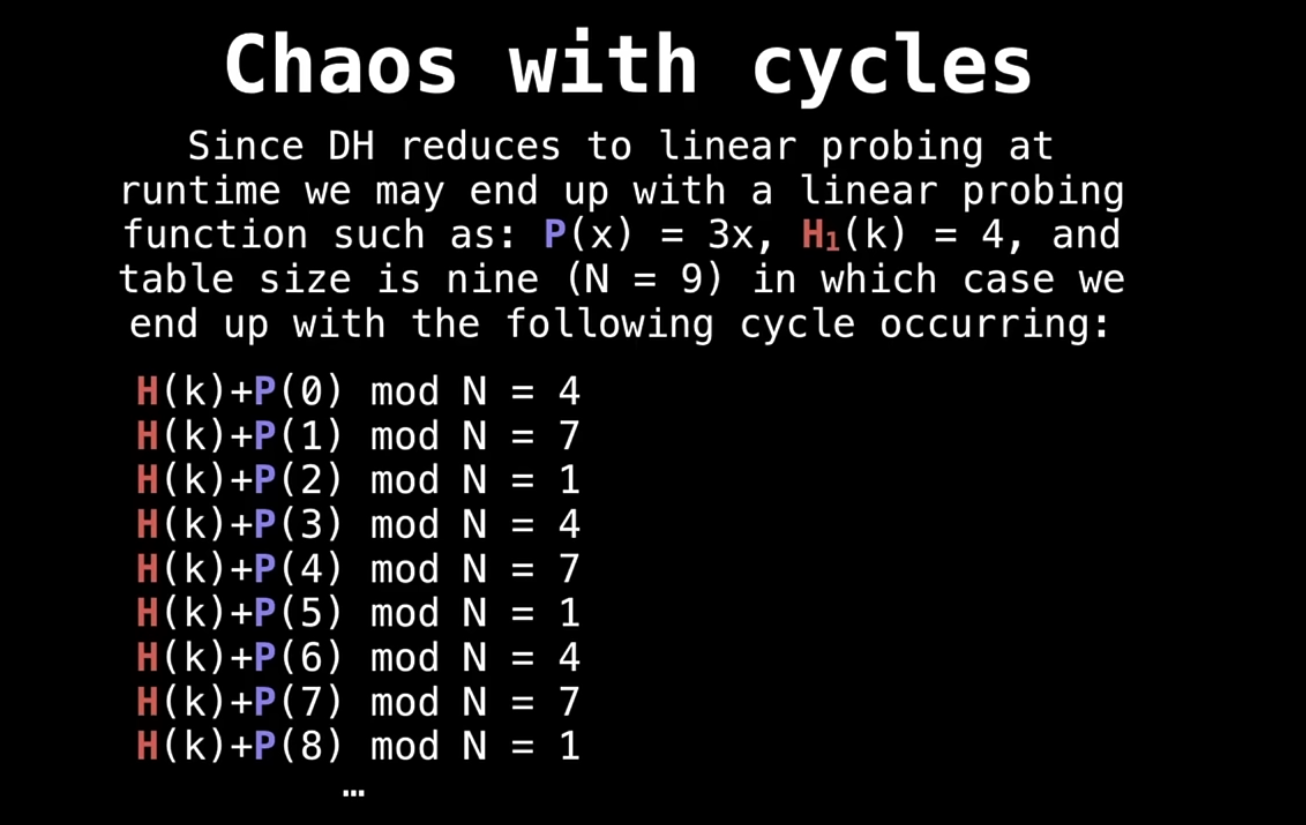 Chaos with cycles
Since DH reduces to linear probing at
runtime we may end up with a linear probing
function such as: P(x) = 3x, H₁(k) = 4, and
table size is nine (N = 9) in which case we
end up with the following cycle occurring:
H(k)+P(0) mod N = 4
H(k)+P(1) mod N = 7
H(k)+P(2) mod N = 1
H(k)+P(3) mod N = 4
H(k)+P(4) mod N = 7
H(k)+P(5) mod N = 1
H(k)+P(6) mod N = 4
H(k)+P(7) mod N = 7
H(k)+P(8) mod N = 1
…